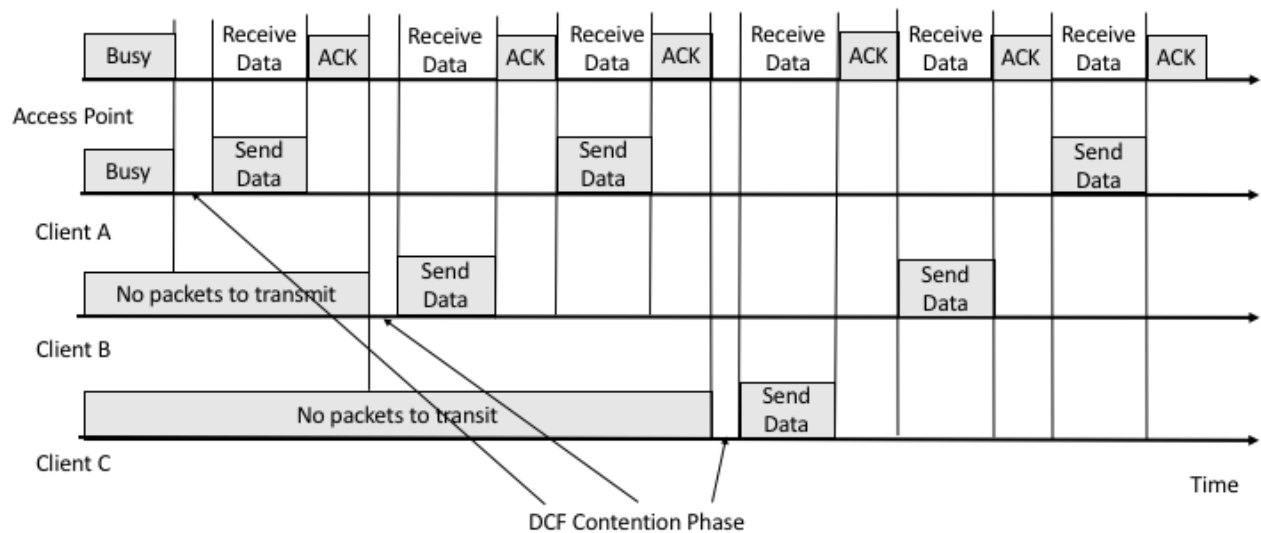 Busy
Receive
Data
ACK
Receive
Data
ACK
Receive
Data
ACK
Receive
Data
ACK
Receive
Data
ACK
Receive
Data
ACK
Access Point
Busy
Send
Data
Send
Data
Send
Data
Client A
No packets to transmit
Send
Data
Send
Data
Client B
No packets to transit
Send
Data
Client C
Time
DCF Contention Phase